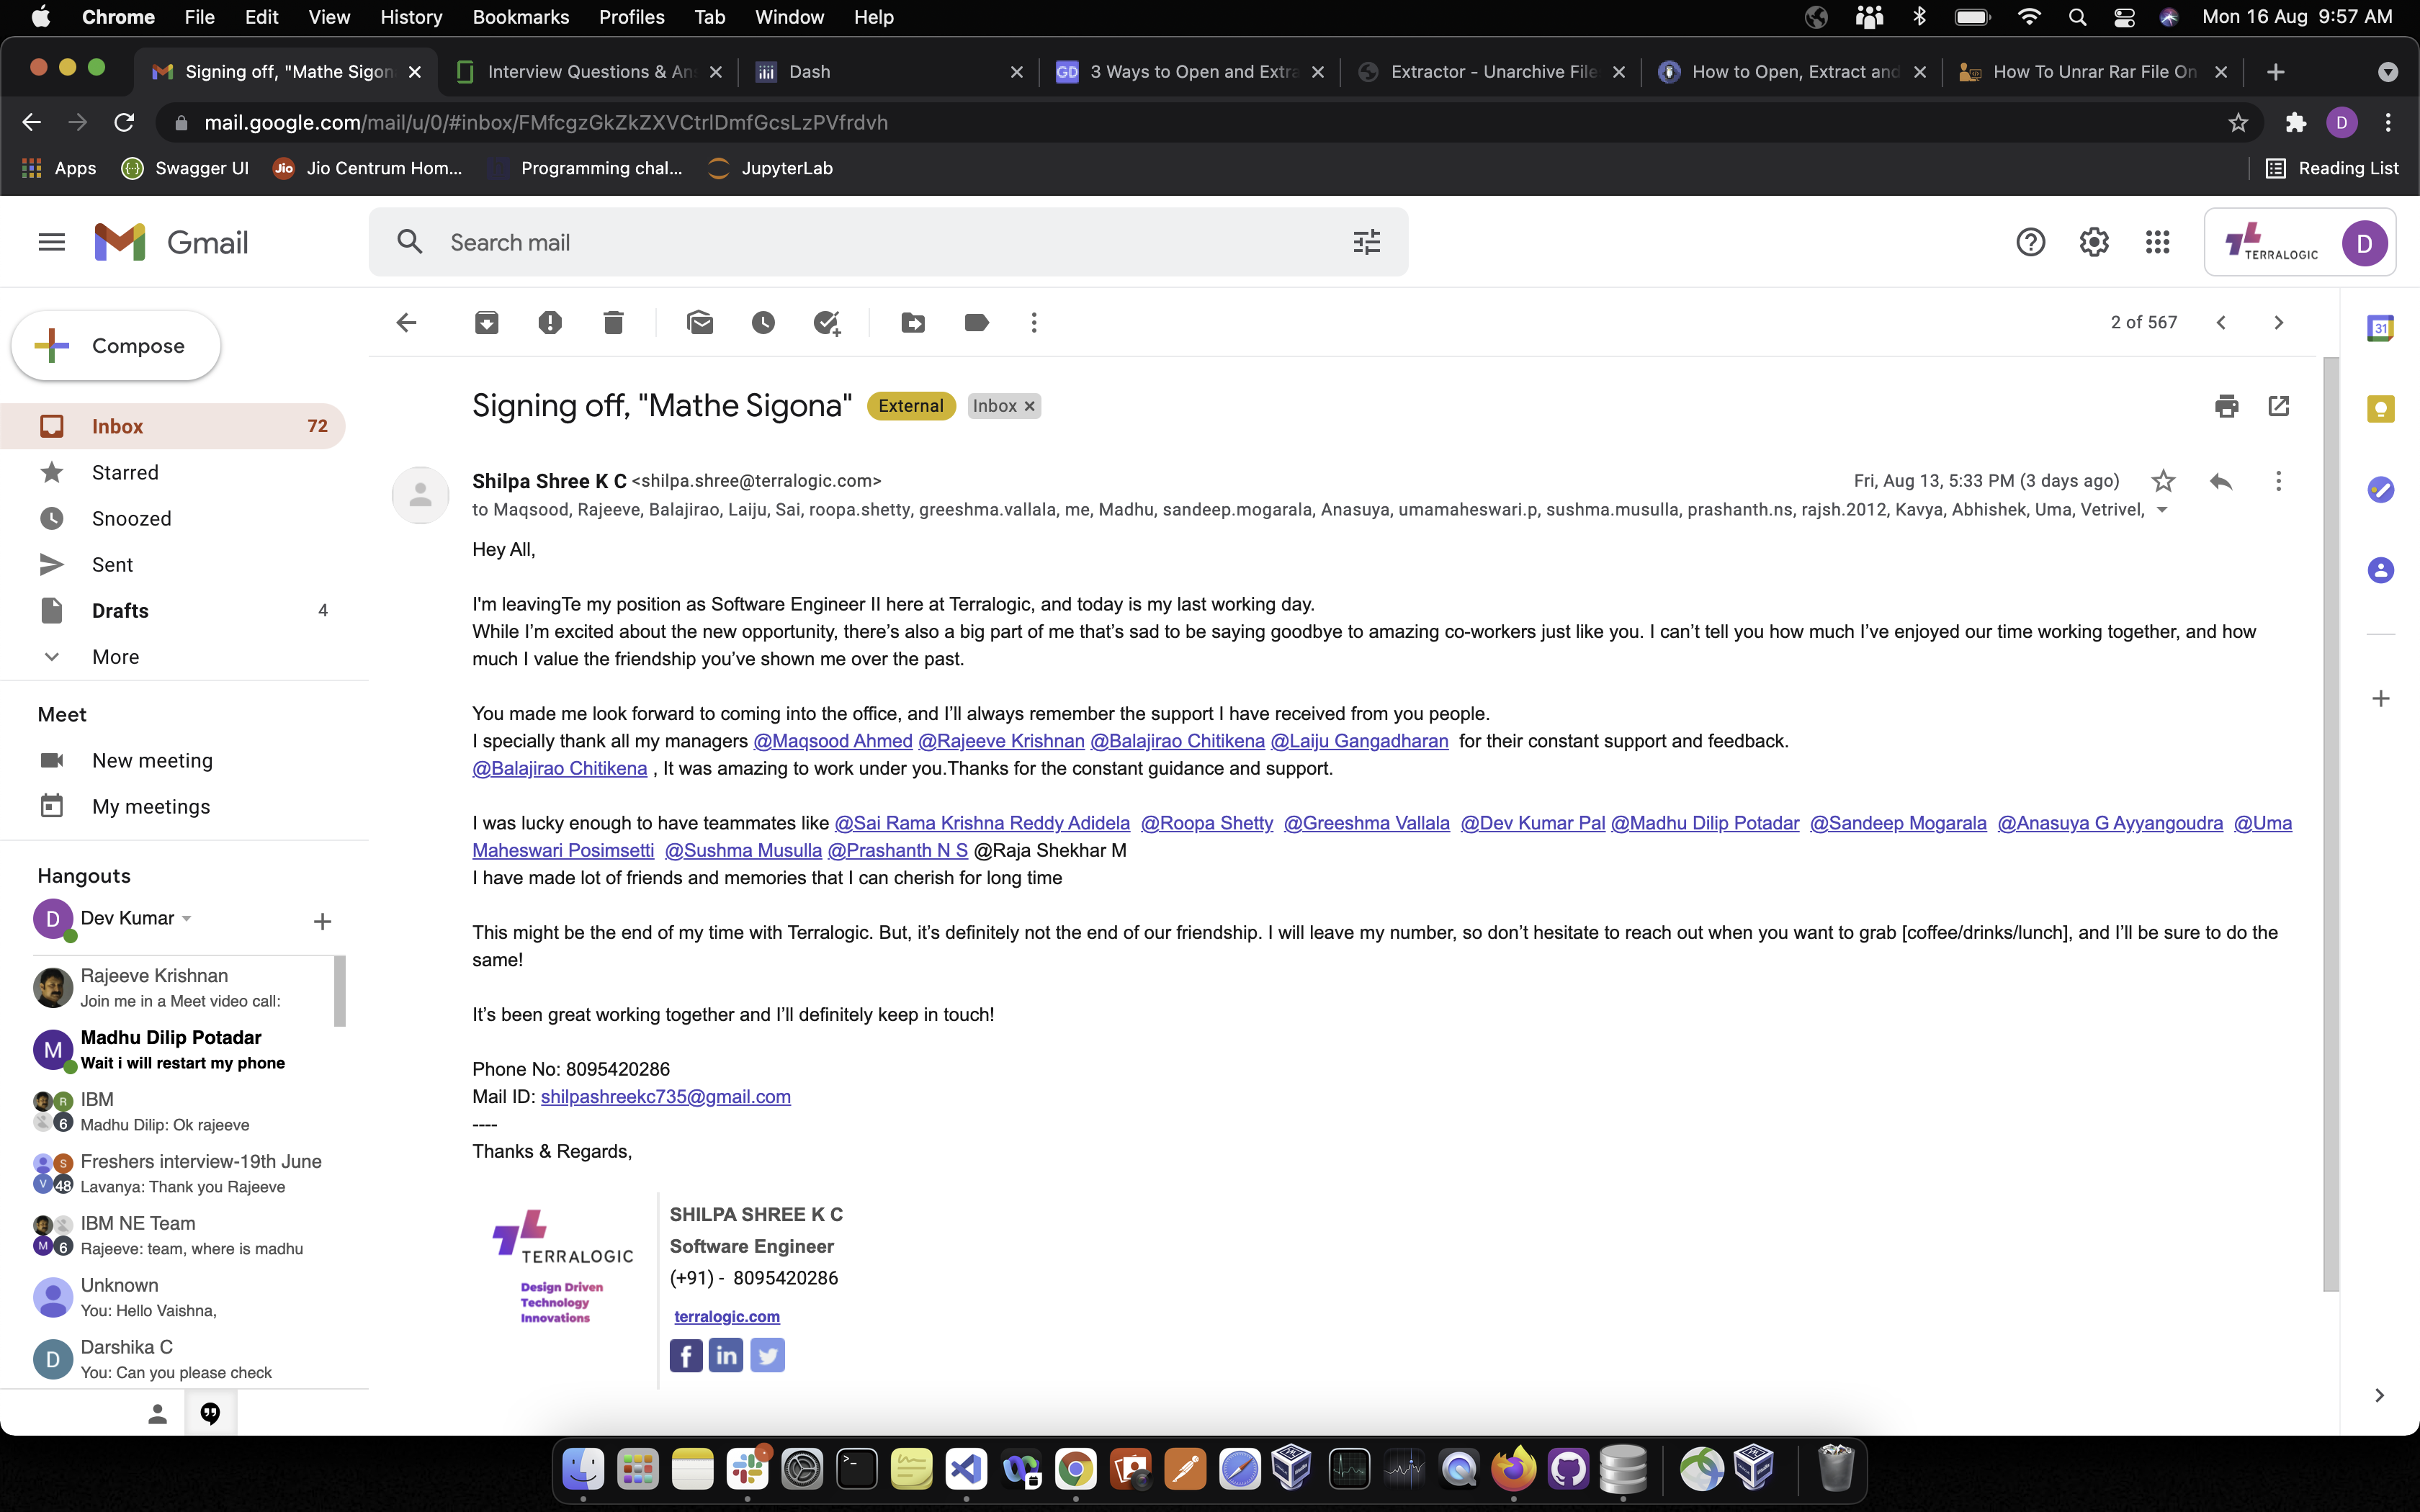 Chrome File Edit View History Bookmarks Profiles Tab Window Help Mon 16 Aug 9:57 AM
Signing off, "Mathe Sigon Interview Questions & An Dash GD 3 Ways to Open and Extra Extractor - Unarchive File How to Open, Extract and How To Unrar Rar File On
mail.google.com/mail/u/0/#inbox/FMfcgzGkZkZXVCtrlDmfGcsLzPVfrdvh D
Apps Swagger UI Jio Jio Centrum Hom... Programming chal... JupyterLab Reading List
Gmail Search mail TERRALOGIC D
Compose
2 of 567
31
Inbox 72
Starred
Snoozed
Sent
Drafts 4
More
Meet
New meeting
My meetings
Hangouts
D Dev Kumar
Rajeeve Krishnan
Join me in a Meet video call:
M Madhu Dilip Potadar
Wait i will restart my phone
R IBM
6 Madhu Dilip: Ok rajeeve
S Freshers interview-19th June
V 48 Lavanya: Thank you Rajeeve
IBM NE Team
M 6 Rajeeve: team, where is madhu
Unknown
You: Hello Vaishna,
D Darshika C
You: Can you please check
Signing off, "Mathe Sigona" External Inbox
Shilpa Shree K C <shilpa.shree@terralogic.com> Fri, Aug 13, 5:33 PM (3 days ago)
to Maqsood, Rajeeve, Balajirao, Laiju, Sai, roopa.shetty, greeshma.vallala, me, Madhu, sandeep.mogarala, Anasuya, umamaheswari.p, sushma.musulla, prashanth.ns, rajsh.2012, Kavya, Abhishek, Uma, Vetrivel,
Hey All,
I'm leavingTe my position as Software Engineer II here at Terralogic, and today is my last working day.
While I’m excited about the new opportunity, there’s also a big part of me that’s sad to be saying goodbye to amazing co-workers just like you. I can’t tell you how much I’ve enjoyed our time working together, and how
much I value the friendship you’ve shown me over the past.
You made me look forward to coming into the office, and I’ll always remember the support I have received from you people.
I specially thank all my managers @Maqsood Ahmed @Rajeeve Krishnan @Balajirao Chitikena @Laiju Gangadharan for their constant support and feedback.
@Balajirao Chitikena , It was amazing to work under you.Thanks for the constant guidance and support.
I was lucky enough to have teammates like @Sai Rama Krishna Reddy Adidela @Roopa Shetty @Greeshma Vallala @Dev Kumar Pal @Madhu Dilip Potadar @Sandeep Mogarala @Anasuya G Ayyangoudra @Uma
Maheswari Posimsetti @Sushma Musulla @Prashanth N S @Raja Shekhar M
I have made lot of friends and memories that I can cherish for long time
This might be the end of my time with Terralogic. But, it’s definitely not the end of our friendship. I will leave my number, so don’t hesitate to reach out when you want to grab [coffee/drinks/lunch], and I’ll be sure to do the
same!
It’s been great working together and I’ll definitely keep in touch!
Phone No: 8095420286
Mail ID: shilpashreekc735@gmail.com
----
Thanks & Regards,
TERRALOGIC
Design Driven
Technology
Innovations
SHILPA SHREE K C
Software Engineer
(+91) - 8095420286
terralogic.com